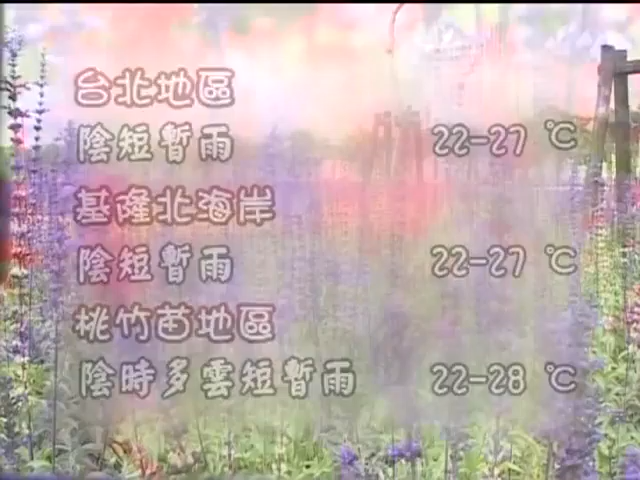 台北地區
陰短暫雨 22-27 ℃
基隆北海岸
陰短暫雨 22-27 ℃
桃竹苗地區
陰時多雲短暫雨 22-28 ℃